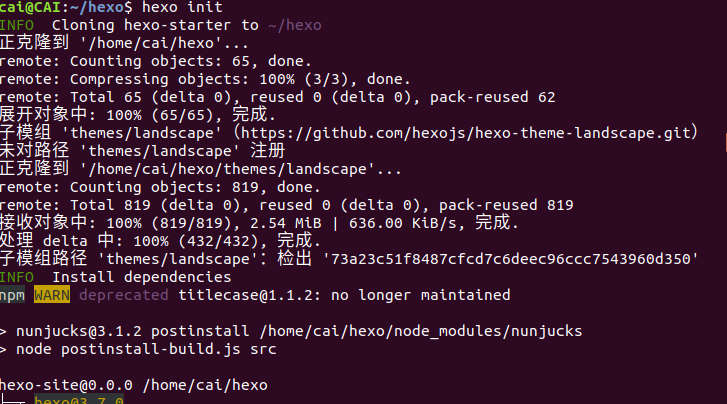 cai@CAI:~/hexo$ hexo init
INFO  Cloning hexo-starter to ~/hexo
正克隆到 '/home/cai/hexo'...
remote: Counting objects: 65, done.
remote: Compressing objects: 100% (3/3), done.
remote: Total 65 (delta 0), reused 0 (delta 0), pack-reused 62
展开对象中: 100% (65/65), 完成.
子模组 'themes/landscape'（https://github.com/hexojs/hexo-theme-landscape.git）
未对路径 'themes/landscape' 注册
正克隆到 '/home/cai/hexo/themes/landscape'...
remote: Counting objects: 819, done.
remote: Total 819 (delta 0), reused 0 (delta 0), pack-reused 819
接收对象中: 100% (819/819), 2.54 MiB | 636.00 KiB/s, 完成.
处理 delta 中: 100% (432/432), 完成.
子模组路径 'themes/landscape'：检出 '73a23c51f8487cfcd7c6deec96ccc7543960d350'
INFO  Install dependencies
npm WARN deprecated titlecase@1.1.2: no longer maintained
> nunjucks@3.1.2 postinstall /home/cai/hexo/node_modules/nunjucks
> node postinstall-build.js src
hexo-site@0.0.0 /home/cai/hexo
├── hexo@3.7.0